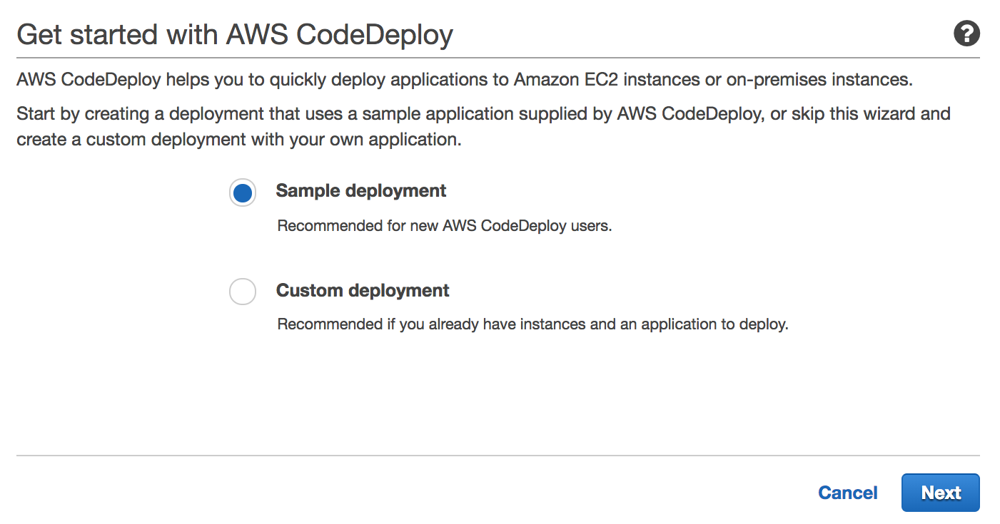 Get started with AWS CodeDeploy
?
AWS CodeDeploy helps you to quickly deploy applications to Amazon EC2 instances or on-premises instances.
Start by creating a deployment that uses a sample application supplied by AWS CodeDeploy, or skip this wizard and
create a custom deployment with your own application.
Sample deployment
Recommended for new AWS CodeDeploy users.
Custom deployment
Recommended if you already have instances and an application to deploy.
Cancel
Next